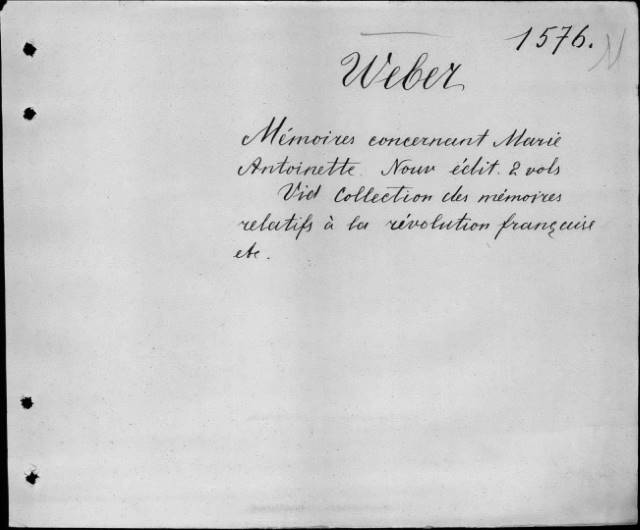 1576.
Weber
Mémoires concernant Marie
Antoinette. Nouv édit. 2 vols
Vid Collection des mémoires
relatifs à la révolution française
etc.